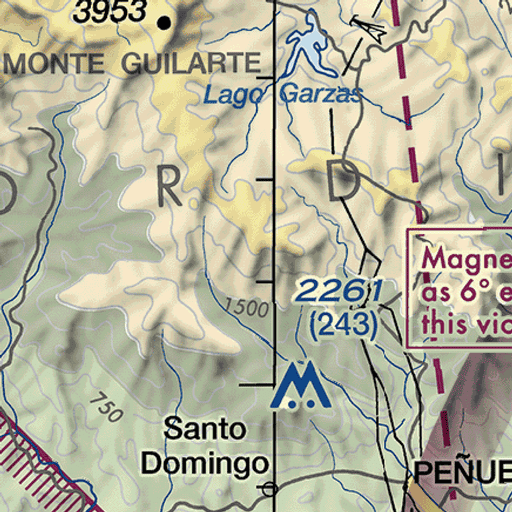 3953
MONTE GUILARTE
Lago Garzas
O R D I
Magne
as 6° e
this vic
2261
(243)
1500
750
Santo
Domingo
PEÑUE